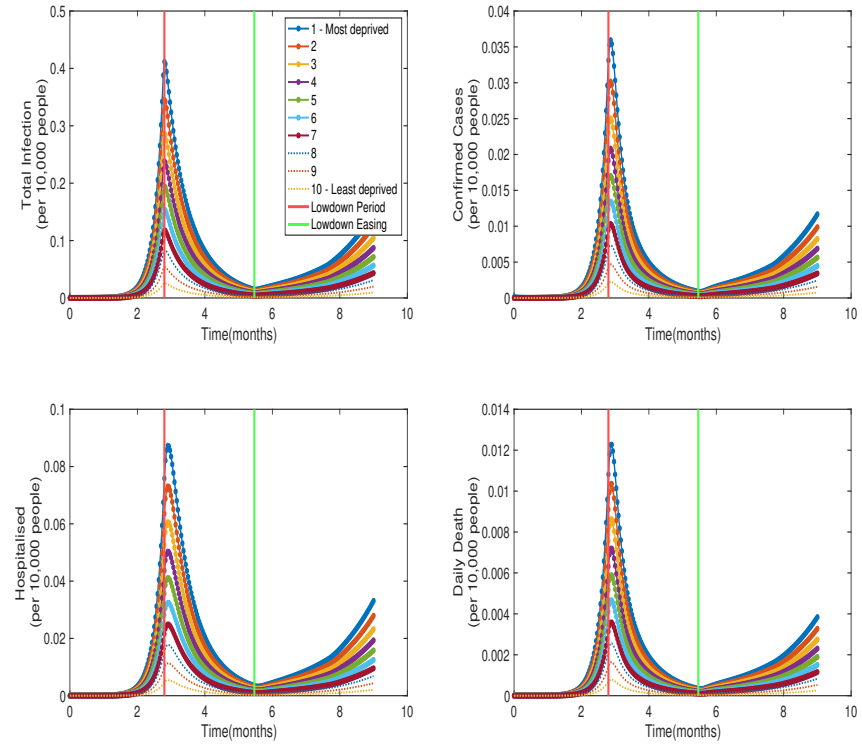 Total Infection
(per 10,000 people)
0.5
0.4
0.3
0.2
0.1
0
0 2 4 6 8 10
Time(months)
1 - Most deprived
2
3
4
5
6
7
8
9
10 - Least deprived
Lowdown Period
Lowdown Easing
Confirmed Cases
(per 10,000 people)
0.04
0.035
0.03
0.025
0.02
0.015
0.01
0.005
0
0 2 4 6 8 10
Time(months)
Hospitalised
(per 10,000 people)
0.1
0.08
0.06
0.04
0.02
0
0 2 4 6 8 10
Time(months)
Daily Death
(per 10,000 people)
0.014
0.012
0.01
0.008
0.006
0.004
0.002
0
0 2 4 6 8 10
Time(months)